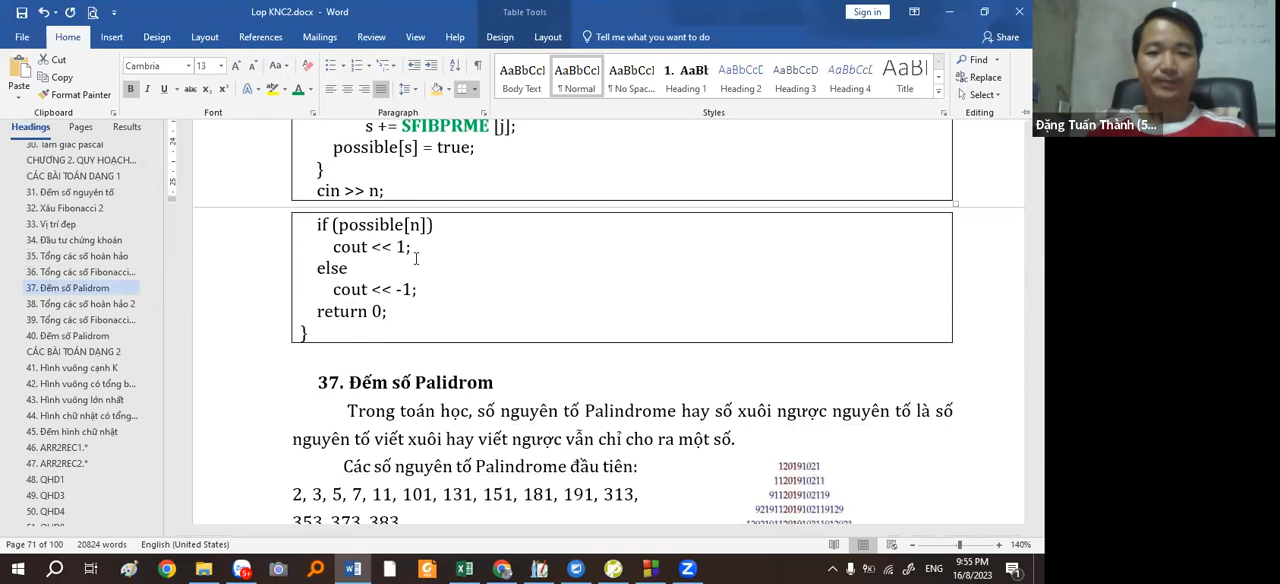 Lop KNC2.docx - Word
Table Tools
Sign in
File Home Insert Design Layout References Mailings Review View Help Design Layout Tell me what you want to do Share
Paste
Cut
Copy
Format Painter
Clipboard
Cambria 13
Font
Paragraph
AaBbCcI AaBbCcI AaBbCcI 1. AaBb AaBbCcD AaBbCcD AaBbCcD AaBl
Body Text ¶ Normal ¶ No Spac... Heading 1 Heading 2 Heading 3 Heading 4 Title
Styles
Find
Replace
Select
Editing
Đặng Tuấn Thành (5...
Headings Pages Results
30. Tam giác pascal
CHƯƠNG 2. QUY HOẠCH...
CÁC BÀI TOÁN DẠNG 1
31. Đếm số nguyên tố
32. Xâu Fibonacci 2
33. Vị trí đẹp
34. Đầu tư chứng khoán
35. Tổng các số hoàn hảo
36. Tổng các số Fibonacci...
37. Đếm số Palidrom
38. Tổng các số hoàn hảo 2
39. Tổng các số Fibonacci...
40. Đếm số Palidrom
CÁC BÀI TOÁN DẠNG 2
41. Hình vuông cạnh K
42. Hình vuông có tổng b...
43. Hình vuông lớn nhất
44. Hình chữ nhật có tổng...
45. Đếm hình chữ nhật
46. ARR2REC1.*
47. ARR2REC2.*
48. QHD1
49. QHD3
50. QHD4
s += SFIBPRME [j];
possible[s] = true;
}
cin >> n;
if (possible[n])
cout << 1;
else
cout << -1;
return 0;
}
37. Đếm số Palidrom
Trong toán học, số nguyên tố Palindrome hay số xuôi ngược nguyên tố là số
nguyên tố viết xuôi hay viết ngược vẫn chỉ cho ra một số.
Các số nguyên tố Palindrome đầu tiên:
2, 3, 5, 7, 11, 101, 131, 151, 181, 191, 313,
353, 373, 383
120191021
11120190211
Page 71 of 100 20824 words English (United States)
140%
ENG
9:55 PM
16/8/2023